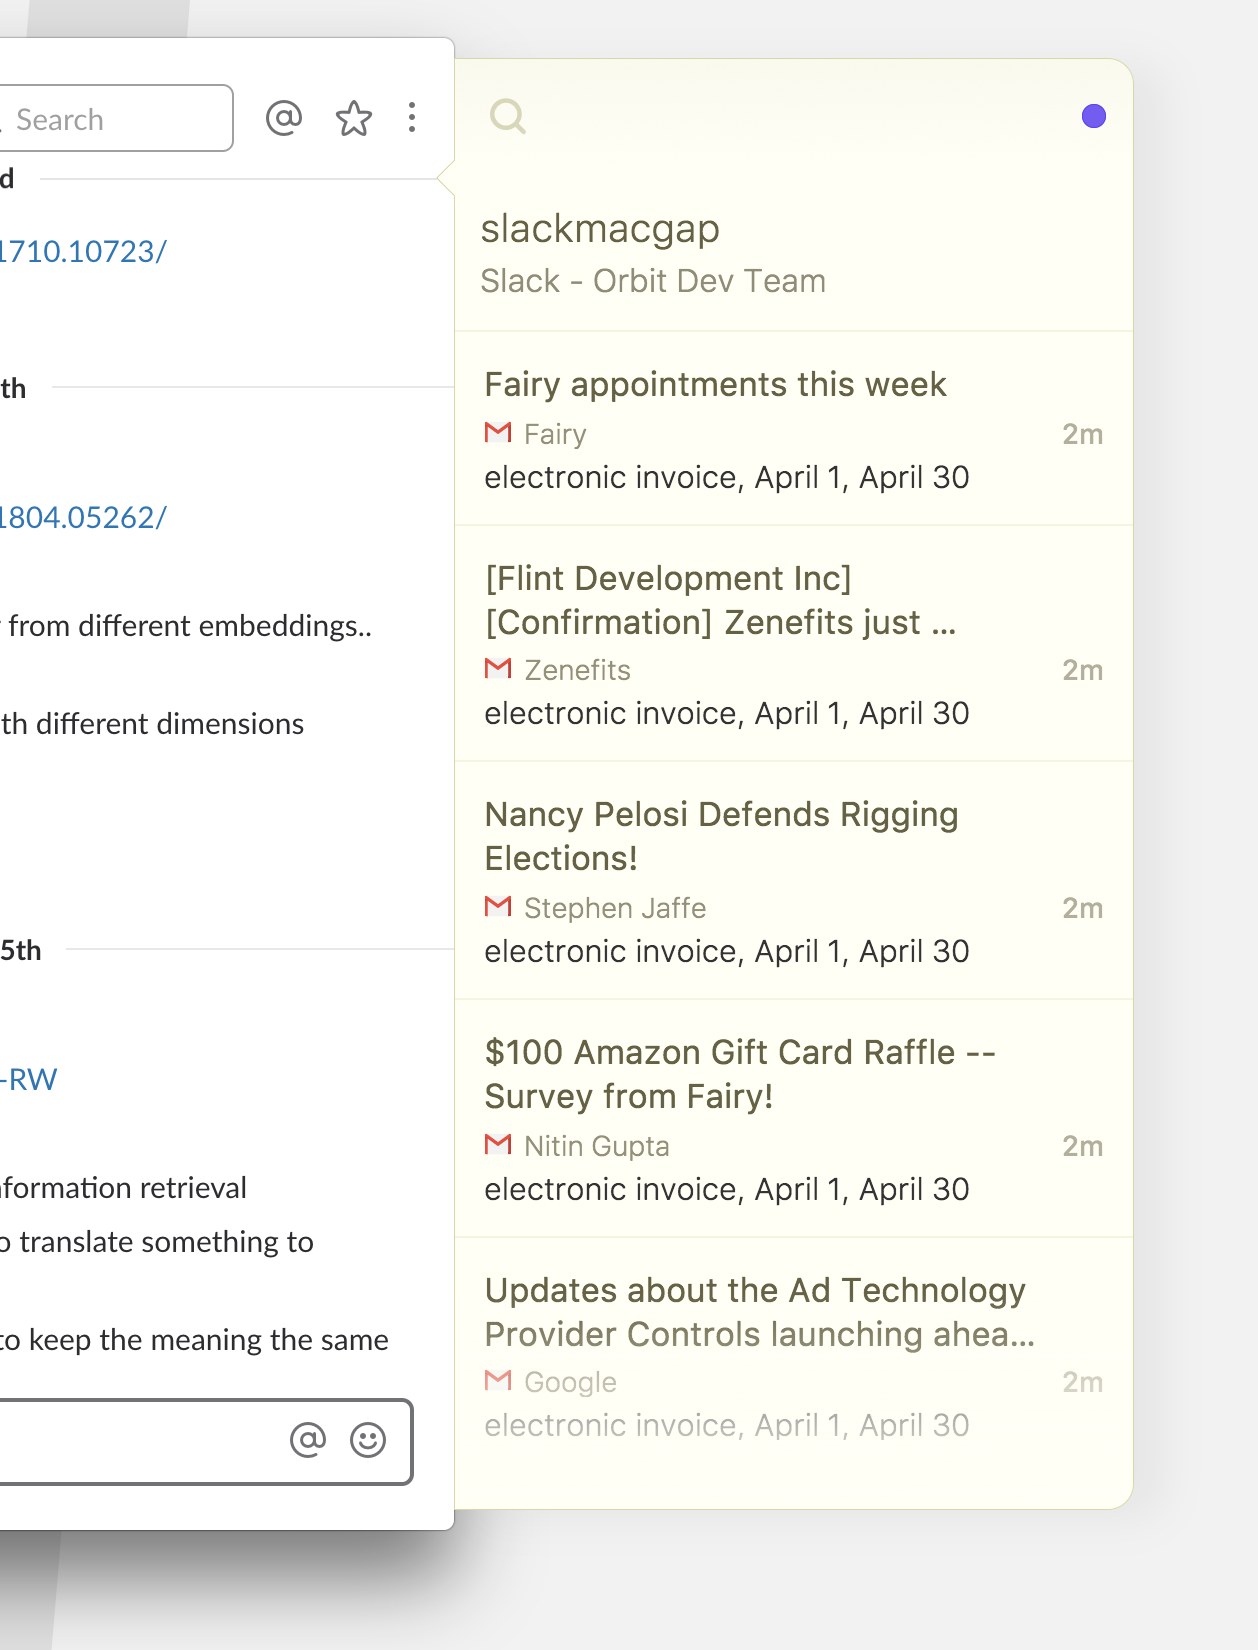 Search
d
1710.10723/
th
1804.05262/
from different embeddings..
th different dimensions
5th
-RW
formation retrieval
o translate something to
to keep the meaning the same
slackmacgap
Slack - Orbit Dev Team
Fairy appointments this week
Fairy 2m
electronic invoice, April 1, April 30
[Flint Development Inc]
[Confirmation] Zenefits just ...
Zenefits 2m
electronic invoice, April 1, April 30
Nancy Pelosi Defends Rigging
Elections!
Stephen Jaffe 2m
electronic invoice, April 1, April 30
$100 Amazon Gift Card Raffle --
Survey from Fairy!
Nitin Gupta 2m
electronic invoice, April 1, April 30
Updates about the Ad Technology
Provider Controls launching ahea...
Google 2m
electronic invoice, April 1, April 30